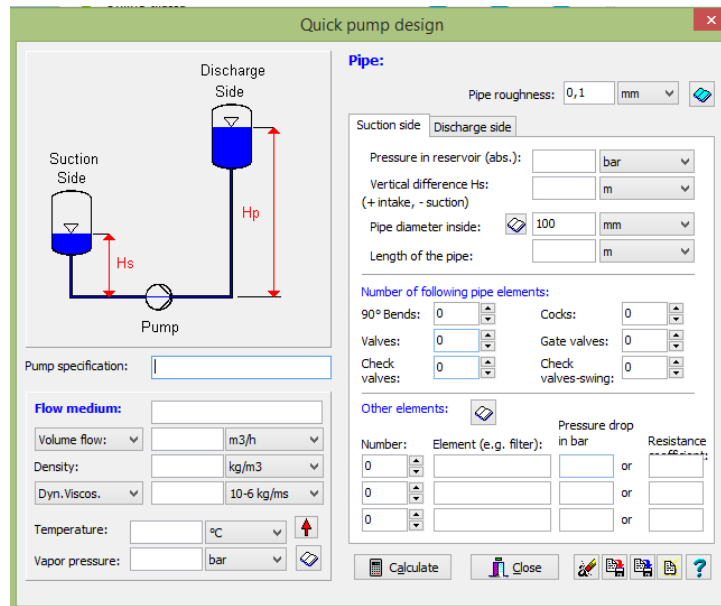 Quick pump design
Discharge
Side
Suction
Side
Hp
Hs
Pump
Pump specification:
Flow medium:
Volume flow: m3/h
Density: kg/m3
Dyn.Viscos. 10-6 kg/ms
Temperature: ºC
Vapor pressure: bar
Pipe:
Pipe roughness: 0,1 mm
Suction side Discharge side
Pressure in reservoir (abs.): bar
Vertical difference Hs: m
(+ intake, - suction)
Pipe diameter inside: 100 mm
Length of the pipe: m
Number of following pipe elements:
90° Bends: 0 Cocks: 0
Valves: 0 Gate valves: 0
Check
valves: 0 Check
valves-swing: 0
Other elements:
Number: Element (e.g. filter): Pressure drop
in bar Resistance
0 or
0 or
0 or
Calculate Close ?